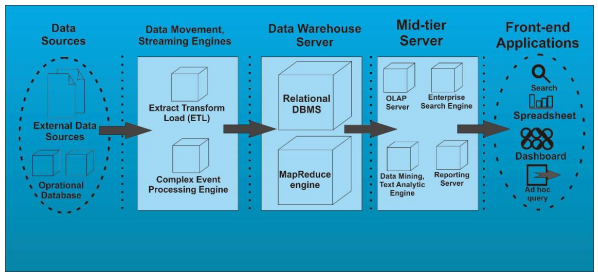 Data
Sources
Data Movement,
Streaming Engines
Data Warehouse
Server
Mid-tier
Server
Front-end
Applications
External Data
Sources
Oprational
Database
Extract Transform
Load (ETL)
Complex Event
Processing Engine
Relational
DBMS
MapReduce
engine
OLAP
Server
Enterprise
Search Engine
Data Mining,
Text Analytic
Engine
Reporting
Server
Search
Spreadsheet
Dashboard
Ad hoc
query